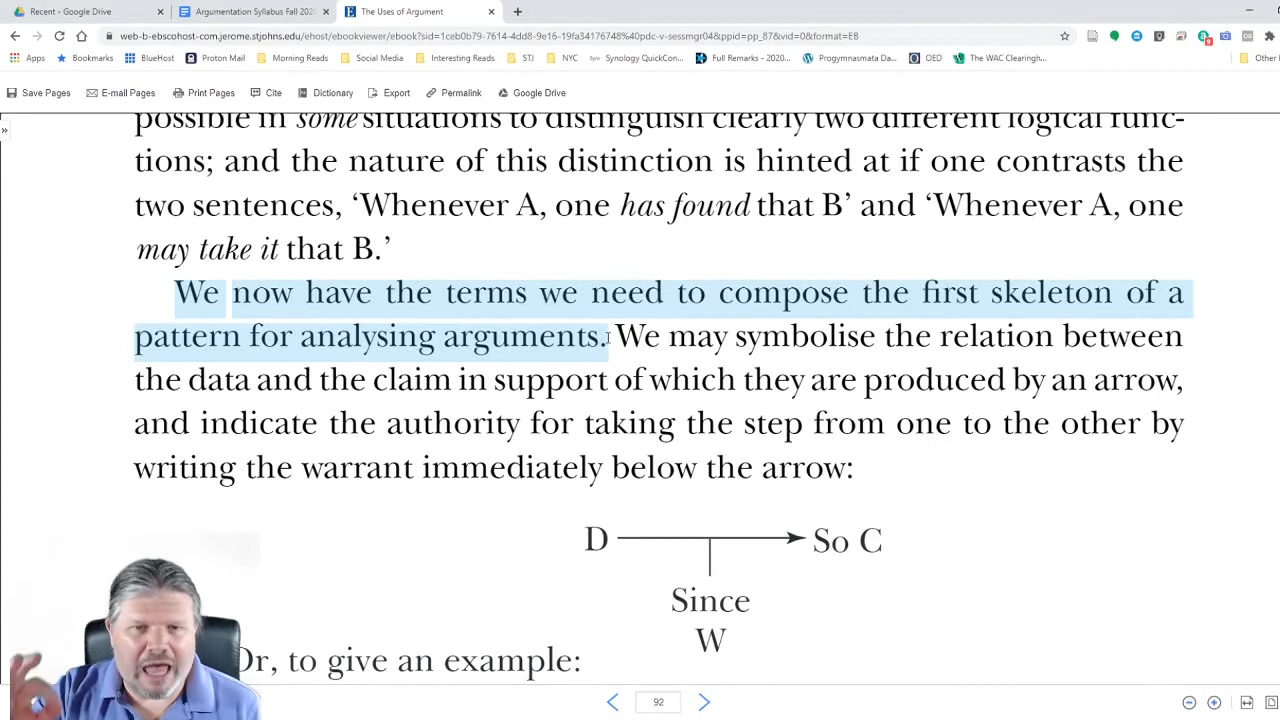 Recent - Google Drive
Argumentation Syllabus Fall 202
The Uses of Argument
web-b-ebscohost-com.jerome.stjohns.edu/ehost/ebookviewer/ebook?sid=1ceb0b79-7614-4dd8-9e16-19fa34176748%40pdc-v-sessmgr04&ppid=pp_87&vid=0&format=EB
Apps Bookmarks BlueHost Proton Mail Morning Reads Social Media Interesting Reads STJ NYC Synology QuickCon... Full Remarks - 2020... Progymnasmata Da... OED The WAC Clearingh... Other
Save Pages E-mail Pages Print Pages Cite Dictionary Export Permalink Google Drive
possible in some situations to distinguish clearly two different logical func-
tions; and the nature of this distinction is hinted at if one contrasts the
two sentences, ‘Whenever A, one has found that B’ and ‘Whenever A, one
may take it that B.’
We now have the terms we need to compose the first skeleton of a
pattern for analysing arguments. We may symbolise the relation between
the data and the claim in support of which they are produced by an arrow,
and indicate the authority for taking the step from one to the other by
writing the warrant immediately below the arrow:
D So C
Since
W
Or, to give an example:
92